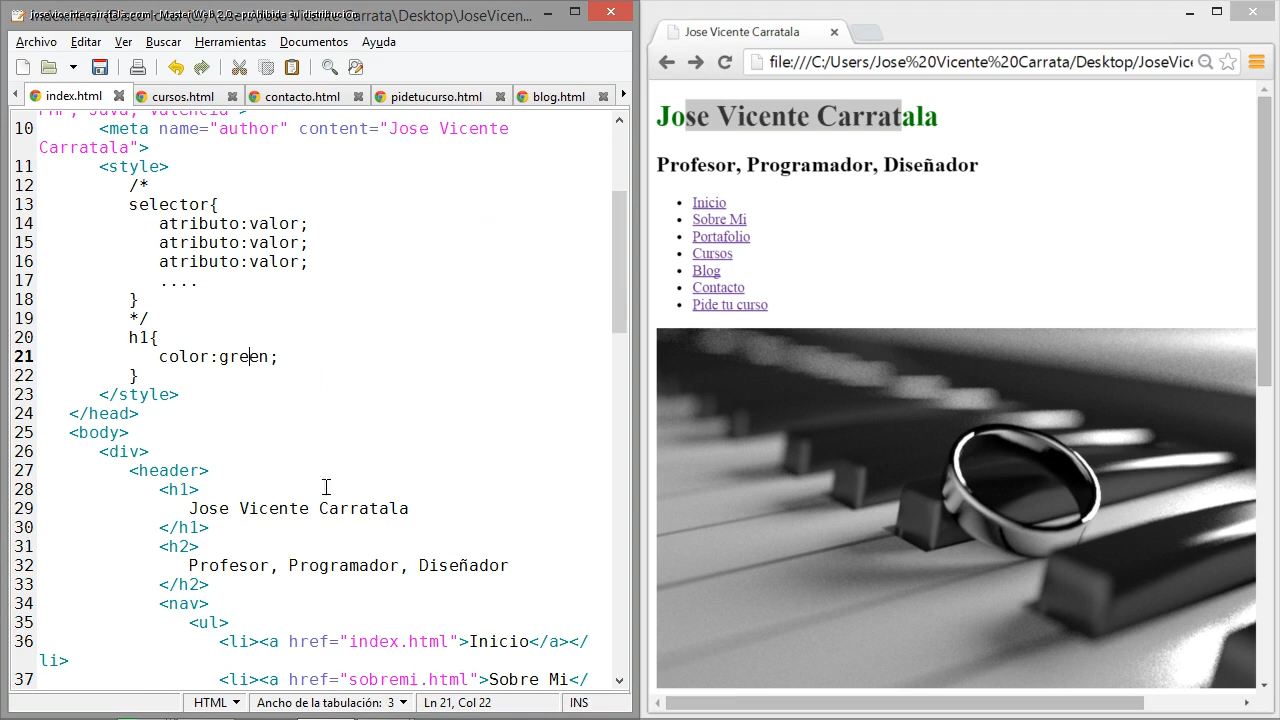 Archivo Editar Ver Buscar Herramientas Documentos Ayuda
index.html cursos.html contacto.html pidetucurso.html blog.html
10 <meta name="author" content="Jose Vicente
Carratala">
11 <style>
12 /*
13 selector{
14 atributo:valor;
15 atributo:valor;
16 atributo:valor;
17 ....
18 }
19 */
20 h1{
21 color:green;
22 }
23 </style>
24 </head>
25 <body>
26 <div>
27 <header>
28 <h1>
29 Jose Vicente Carratala
30 </h1>
31 <h2>
32 Profesor, Programador, Diseñador
33 </h2>
34 <nav>
35 <ul>
36 <li><a href="index.html">Inicio</a></
li>
37 <li><a href="sobremi.html">Sobre Mi</
HTML Ancho de la tabulación: 3 Ln 21, Col 22 INS
Jose Vicente Carratala
file:///C:/Users/Jose%20Vicente%20Carrata/Desktop/JoseVice
Jose Vicente Carratala
Profesor, Programador, Diseñador
Inicio
Sobre Mi
Portafolio
Cursos
Blog
Contacto
Pide tu curso